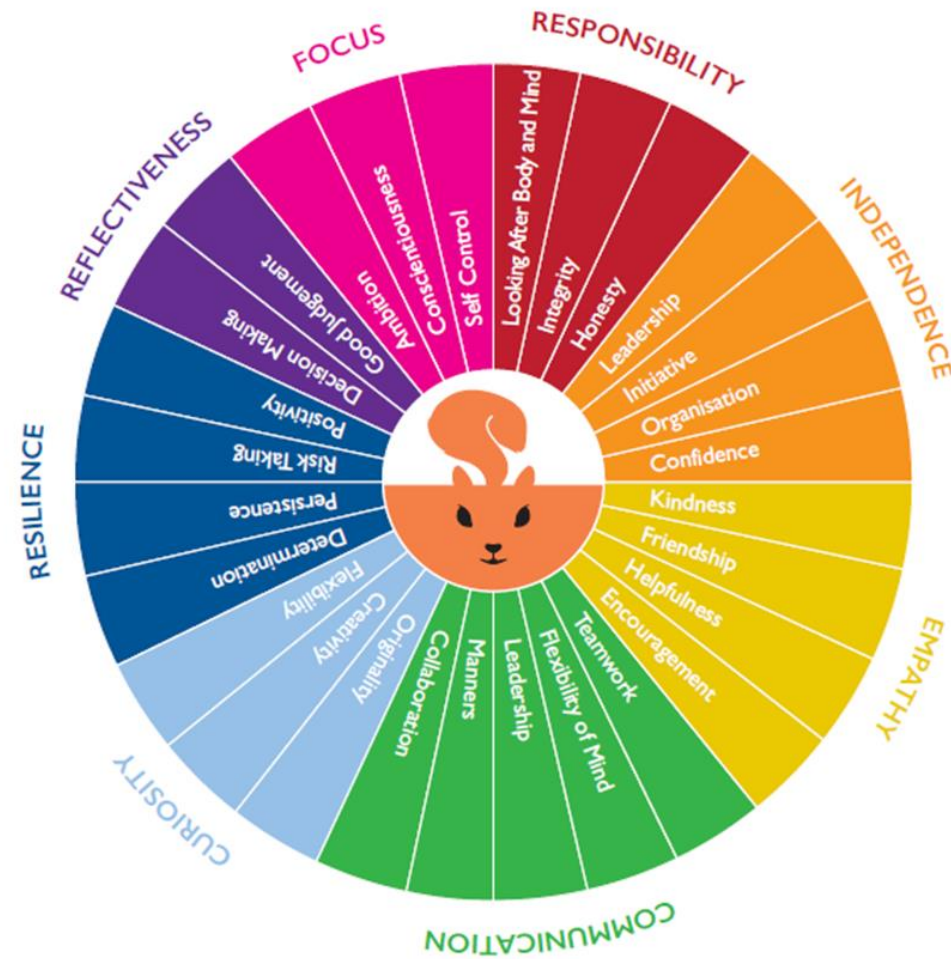 RESPONSIBILITY
Looking After Body and Mind
Integrity
Honesty
INDEPENDENCE
Leadership
Initiative
Organisation
Confidence
EMPATHY
Kindness
Friendship
Helpfulness
Encouragement
COMMUNICATION
Teamwork
Flexibility of Mind
Leadership
Manners
Collaboration
CURIOSITY
Originality
Creativity
Flexibility
RESILIENCE
Determination
Persistence
Risk Taking
Positivity
REFLECTIVENESS
Decision Making
Good Judgement
FOCUS
Ambition
Conscientiousness
Self Control